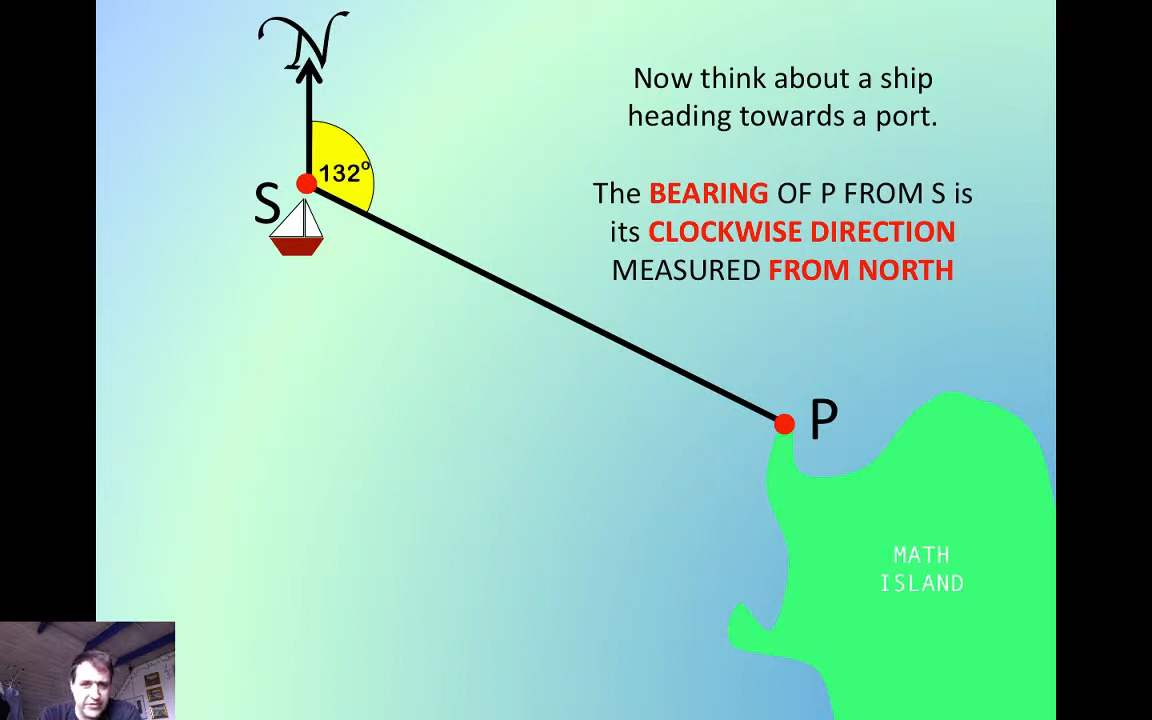 N
Now think about a ship
heading towards a port.
132º
S
The BEARING OF P FROM S is
its CLOCKWISE DIRECTION
MEASURED FROM NORTH
P
MATH
ISLAND